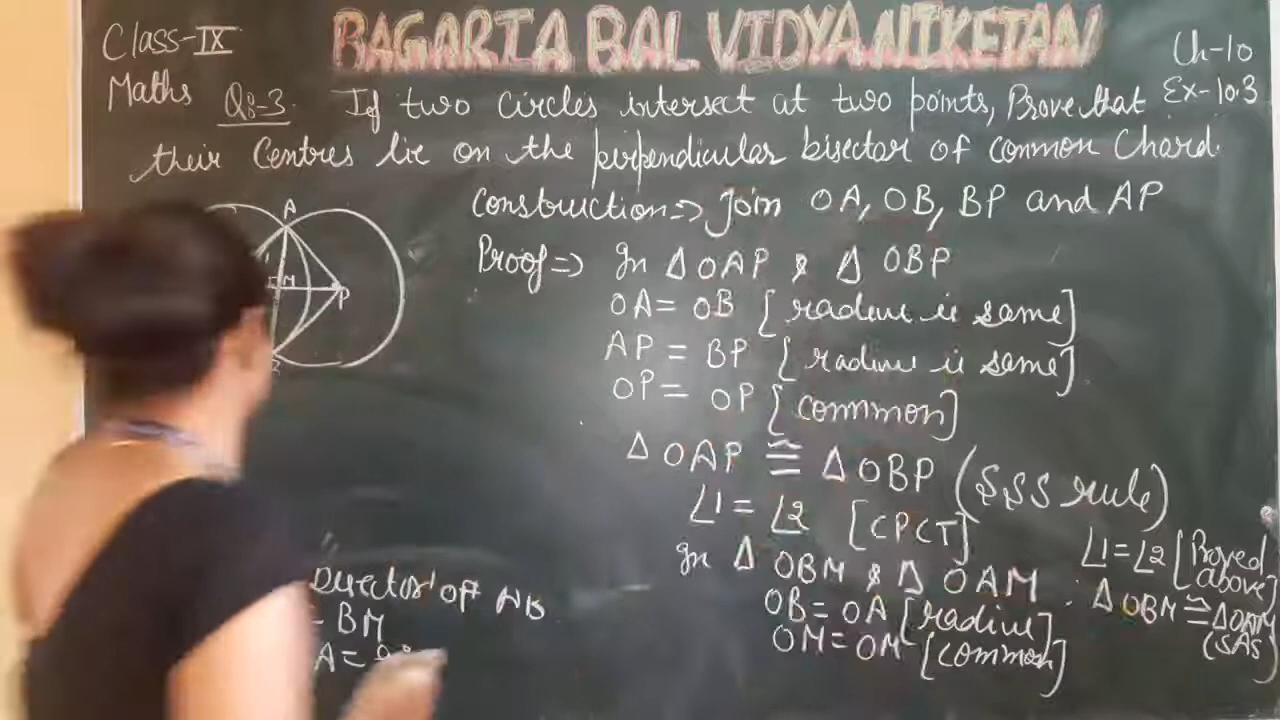 Class-IX
BAGARIA BAL VIDYA NIKETAN
Ch-10
Maths
Ex-10.3
Q8-3. If two circles intersect at two points, Prove that
their Centres lie on the perpendicular bisector of common Chord.
A
M
P
Construction=> Join OA, OB, BP and AP
Proof=> In Δ OAP & Δ OBP
OA = OB [radius is same]
AP = BP [radius is same]
OP = OP [common]
Δ OAP ≅ Δ OBP (SSS rule)
∠1 = ∠2 [CPCT]
In Δ OBM & Δ OAM
OB = OA [radius]
OM = OM [common]
∠1 = ∠2 [Proved
above]
Δ OBM ≅ Δ OAM
(SAS)
of AB
BM
A =